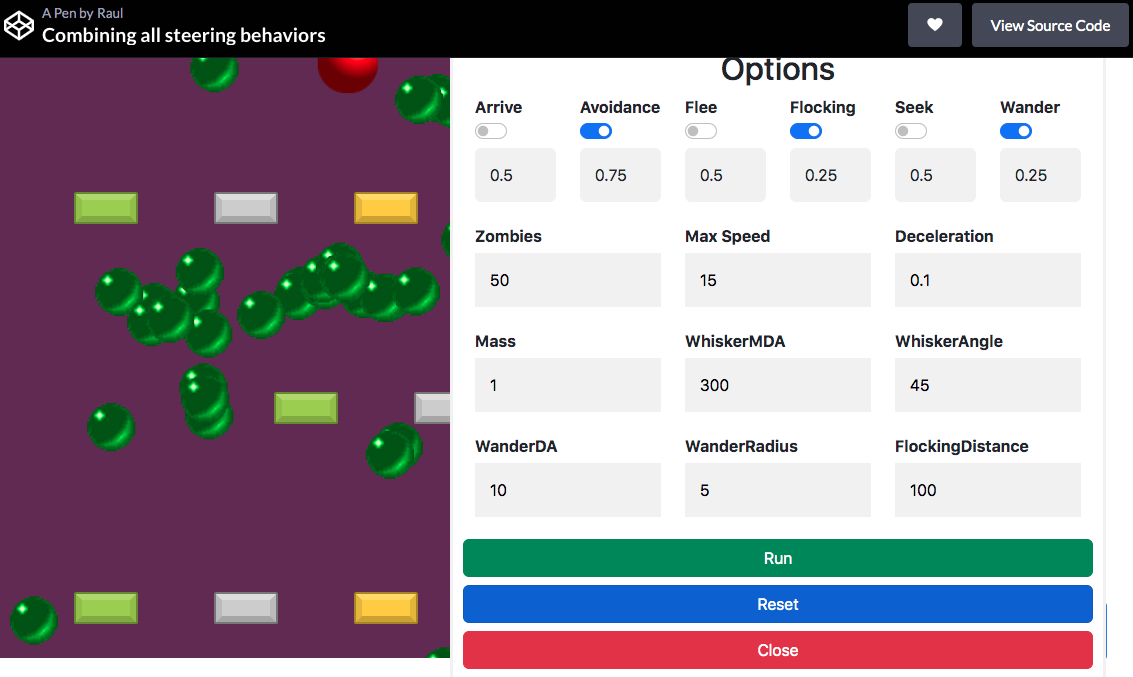 A Pen by Raul
Combining all steering behaviors
View Source Code
Options
Arrive Avoidance Flee Flocking Seek Wander
0.5 0.75 0.5 0.25 0.5 0.25
Zombies Max Speed Deceleration
50 15 0.1
Mass WhiskerMDA WhiskerAngle
1 300 45
WanderDA WanderRadius FlockingDistance
10 5 100
Run
Reset
Close